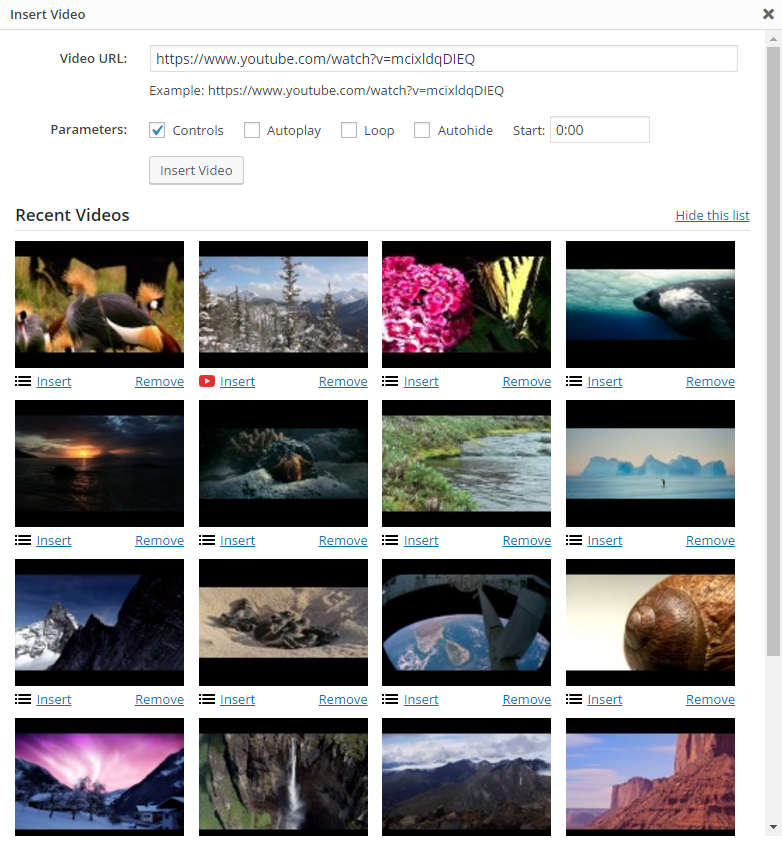 Insert Video
Video URL: https://www.youtube.com/watch?v=mcixldqDIEQ
Example: https://www.youtube.com/watch?v=mcixldqDIEQ
Parameters: Controls Autoplay Loop Autohide Start: 0:00
Insert Video
Recent Videos Hide this list
Insert Remove Insert Remove Insert Remove Insert Remove
Insert Remove Insert Remove Insert Remove Insert Remove
Insert Remove Insert Remove Insert Remove Insert Remove